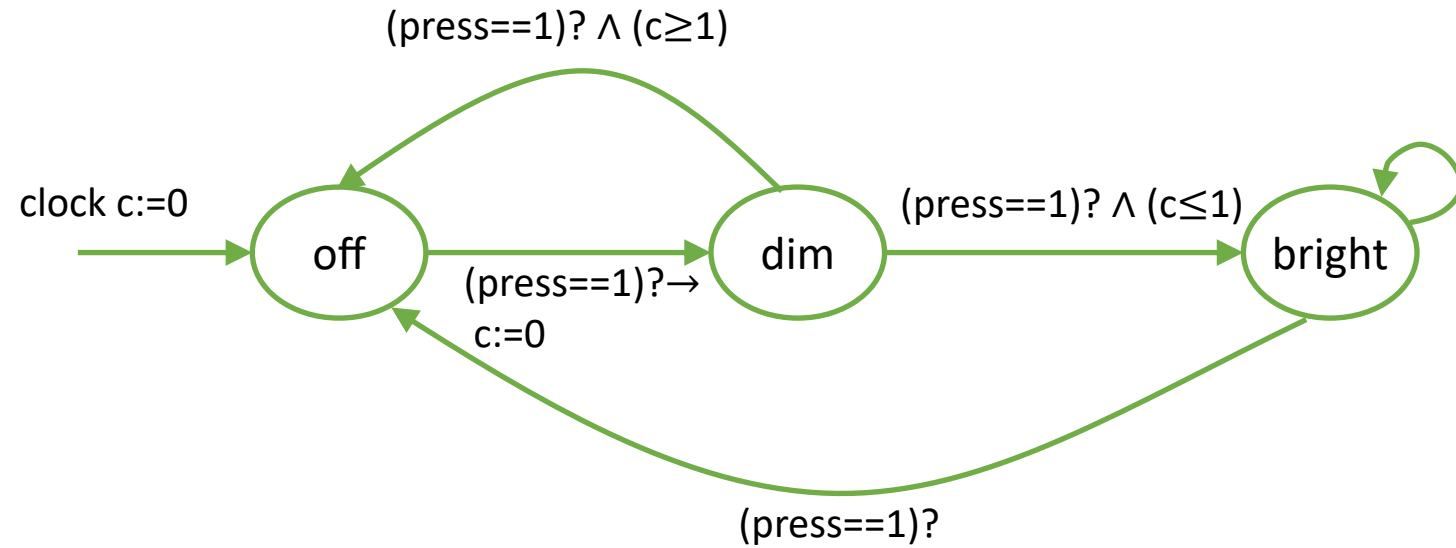 (press==1)? ∧ (c≥1)
clock c:=0
off
(press==1)?→
c:=0
dim
(press==1)? ∧ (c≤1)
bright
(press==1)?